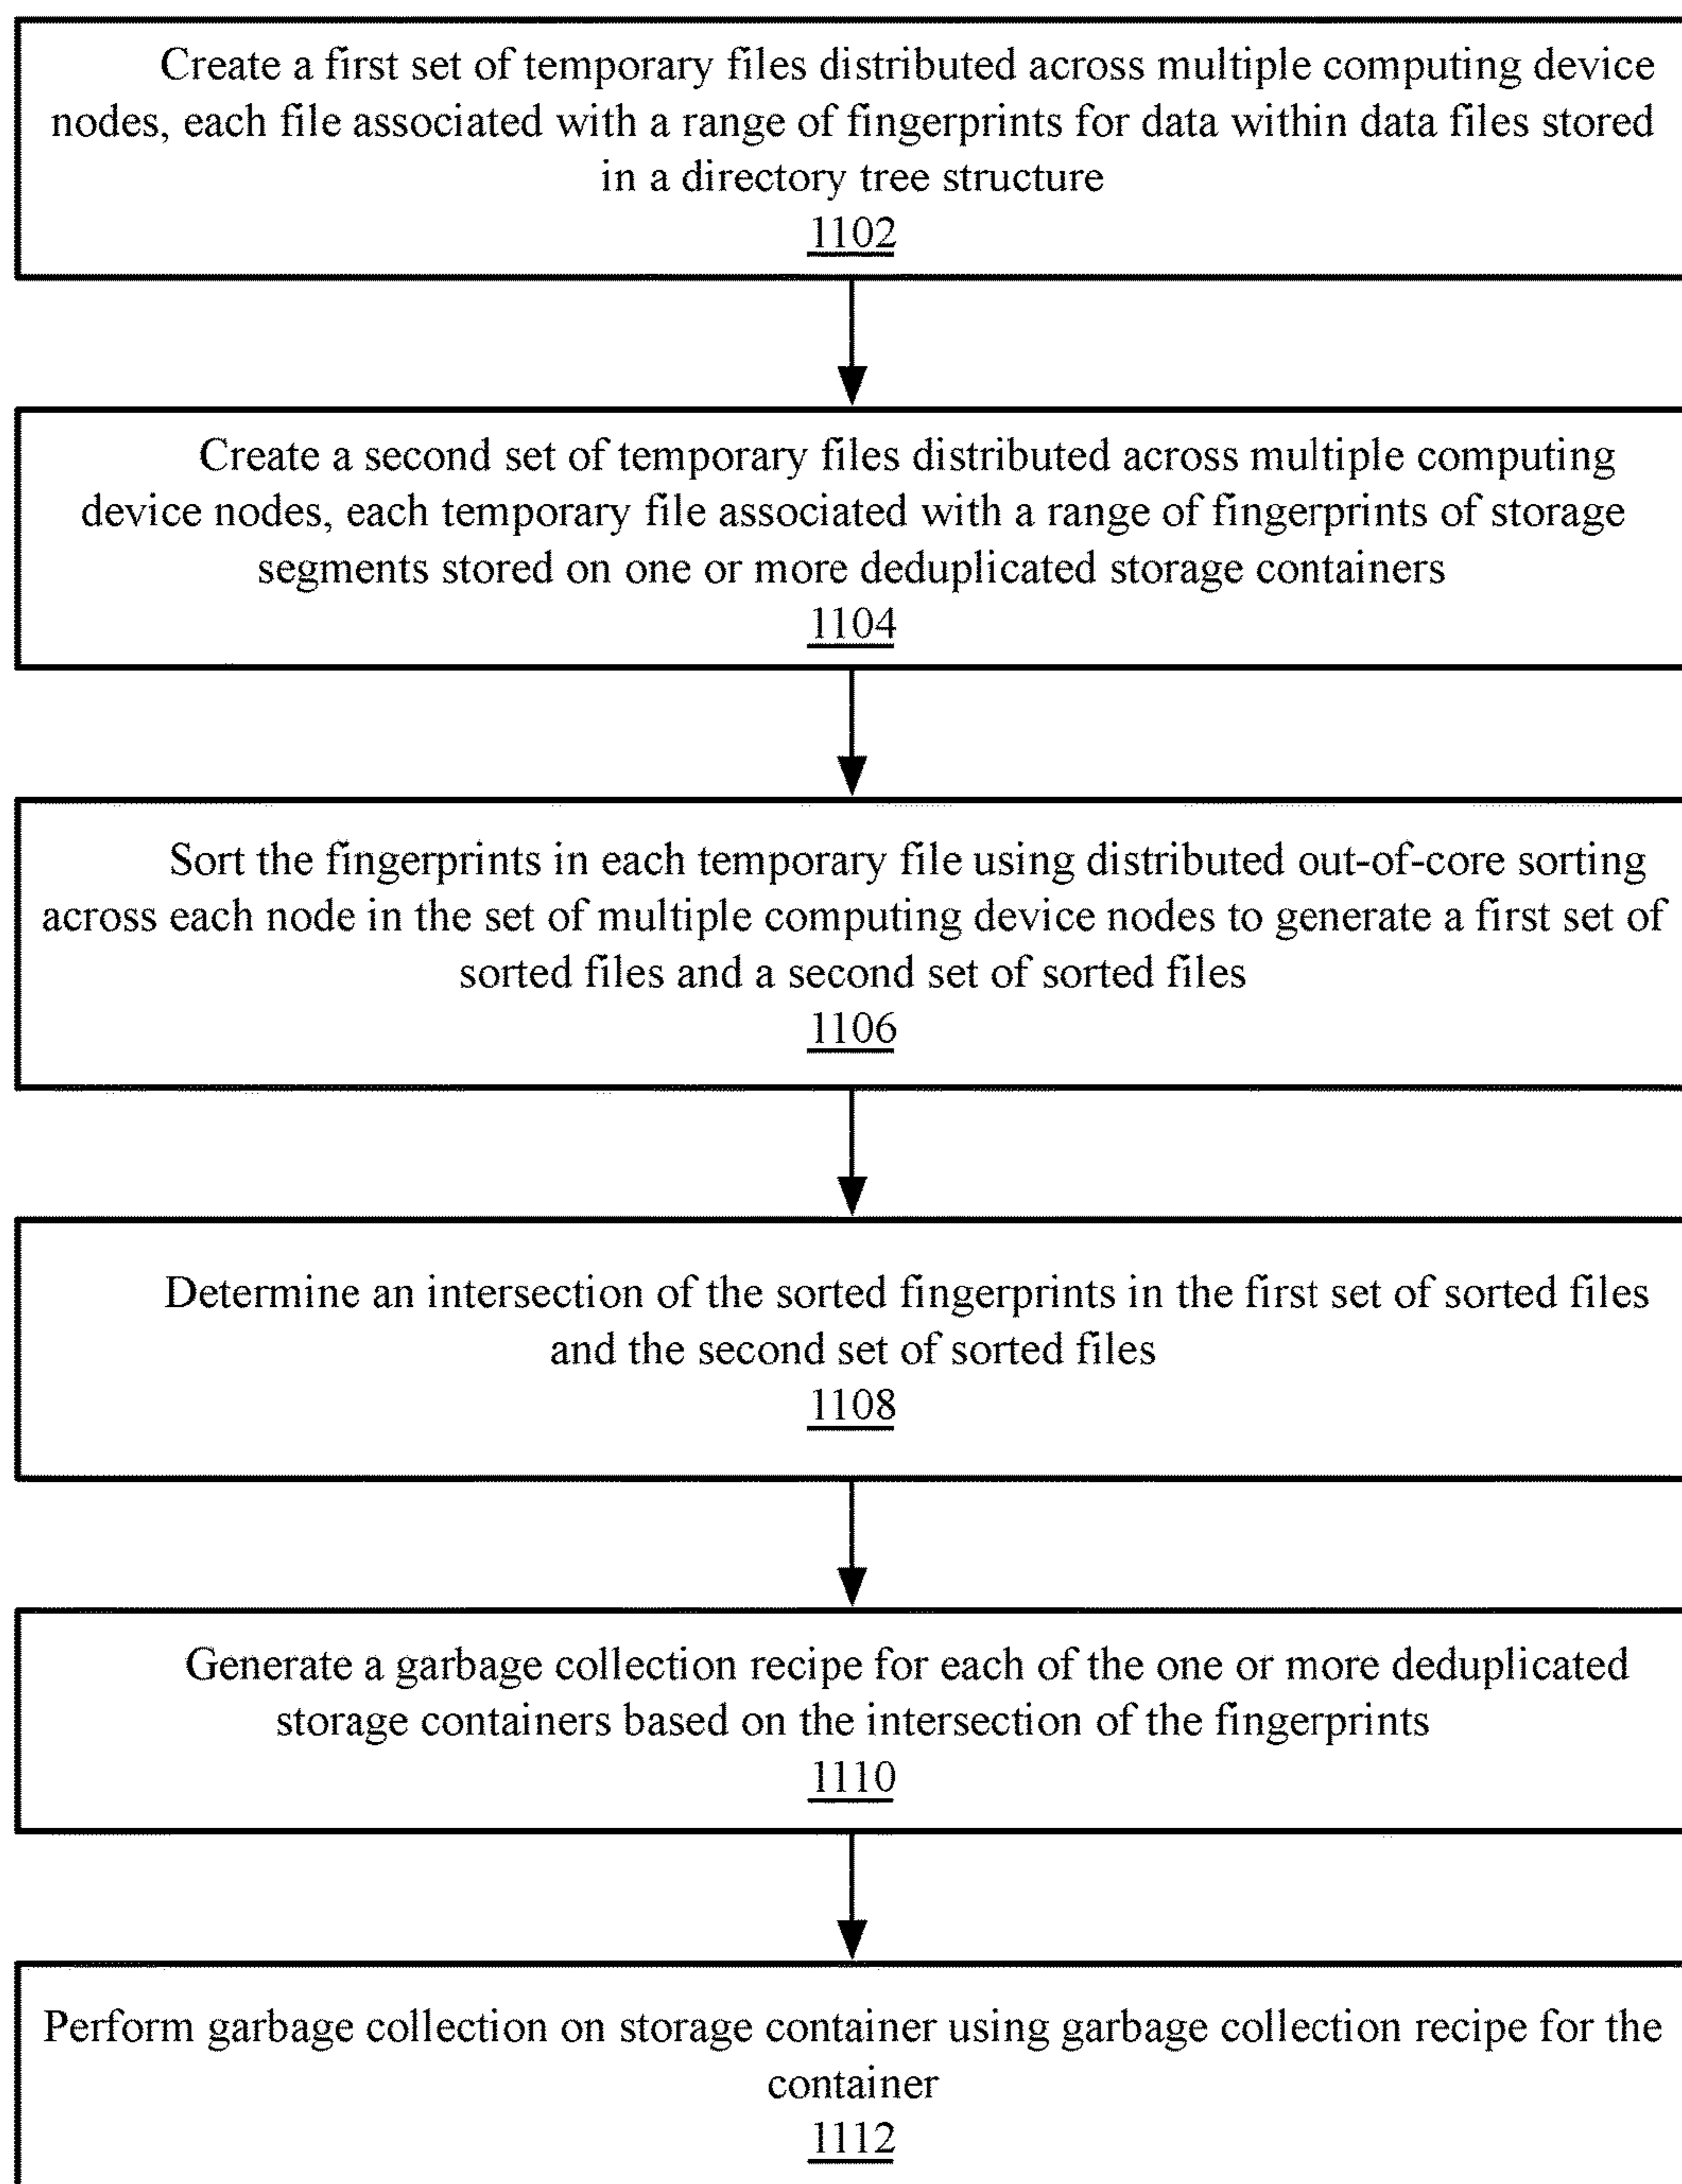 Create a first set of temporary files distributed across multiple computing device
nodes, each file associated with a range of fingerprints for data within data files stored
in a directory tree structure
1102
Create a second set of temporary files distributed across multiple computing
device nodes, each temporary file associated with a range of fingerprints of storage
segments stored on one or more deduplicated storage containers
1104
Sort the fingerprints in each temporary file using distributed out-of-core sorting
across each node in the set of multiple computing device nodes to generate a first set of
sorted files and a second set of sorted files
1106
Determine an intersection of the sorted fingerprints in the first set of sorted files
and the second set of sorted files
1108
Generate a garbage collection recipe for each of the one or more deduplicated
storage containers based on the intersection of the fingerprints
1110
Perform garbage collection on storage container using garbage collection recipe for the
container
1112